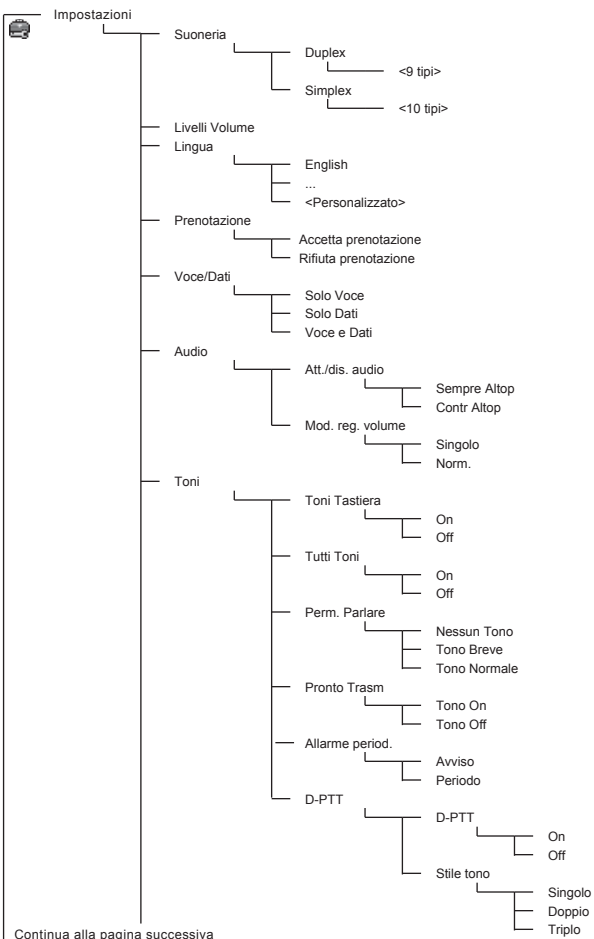 Impostazioni
Suoneria
Duplex
<9 tipi>
Simplex
<10 tipi>
Livelli Volume
Lingua
English
...
<Personalizzato>
Prenotazione
Accetta prenotazione
Rifiuta prenotazione
Voce/Dati
Solo Voce
Solo Dati
Voce e Dati
Audio
Att./dis. audio
Sempre Altop
Contr Altop
Mod. reg. volume
Singolo
Norm.
Toni
Toni Tastiera
On
Off
Tutti Toni
On
Off
Perm. Parlare
Nessun Tono
Tono Breve
Tono Normale
Pronto Trasm
Tono On
Tono Off
Allarme period.
Avviso
Periodo
D-PTT
D-PTT
On
Off
Stile tono
Singolo
Doppio
Triplo
Continua alla pagina successiva